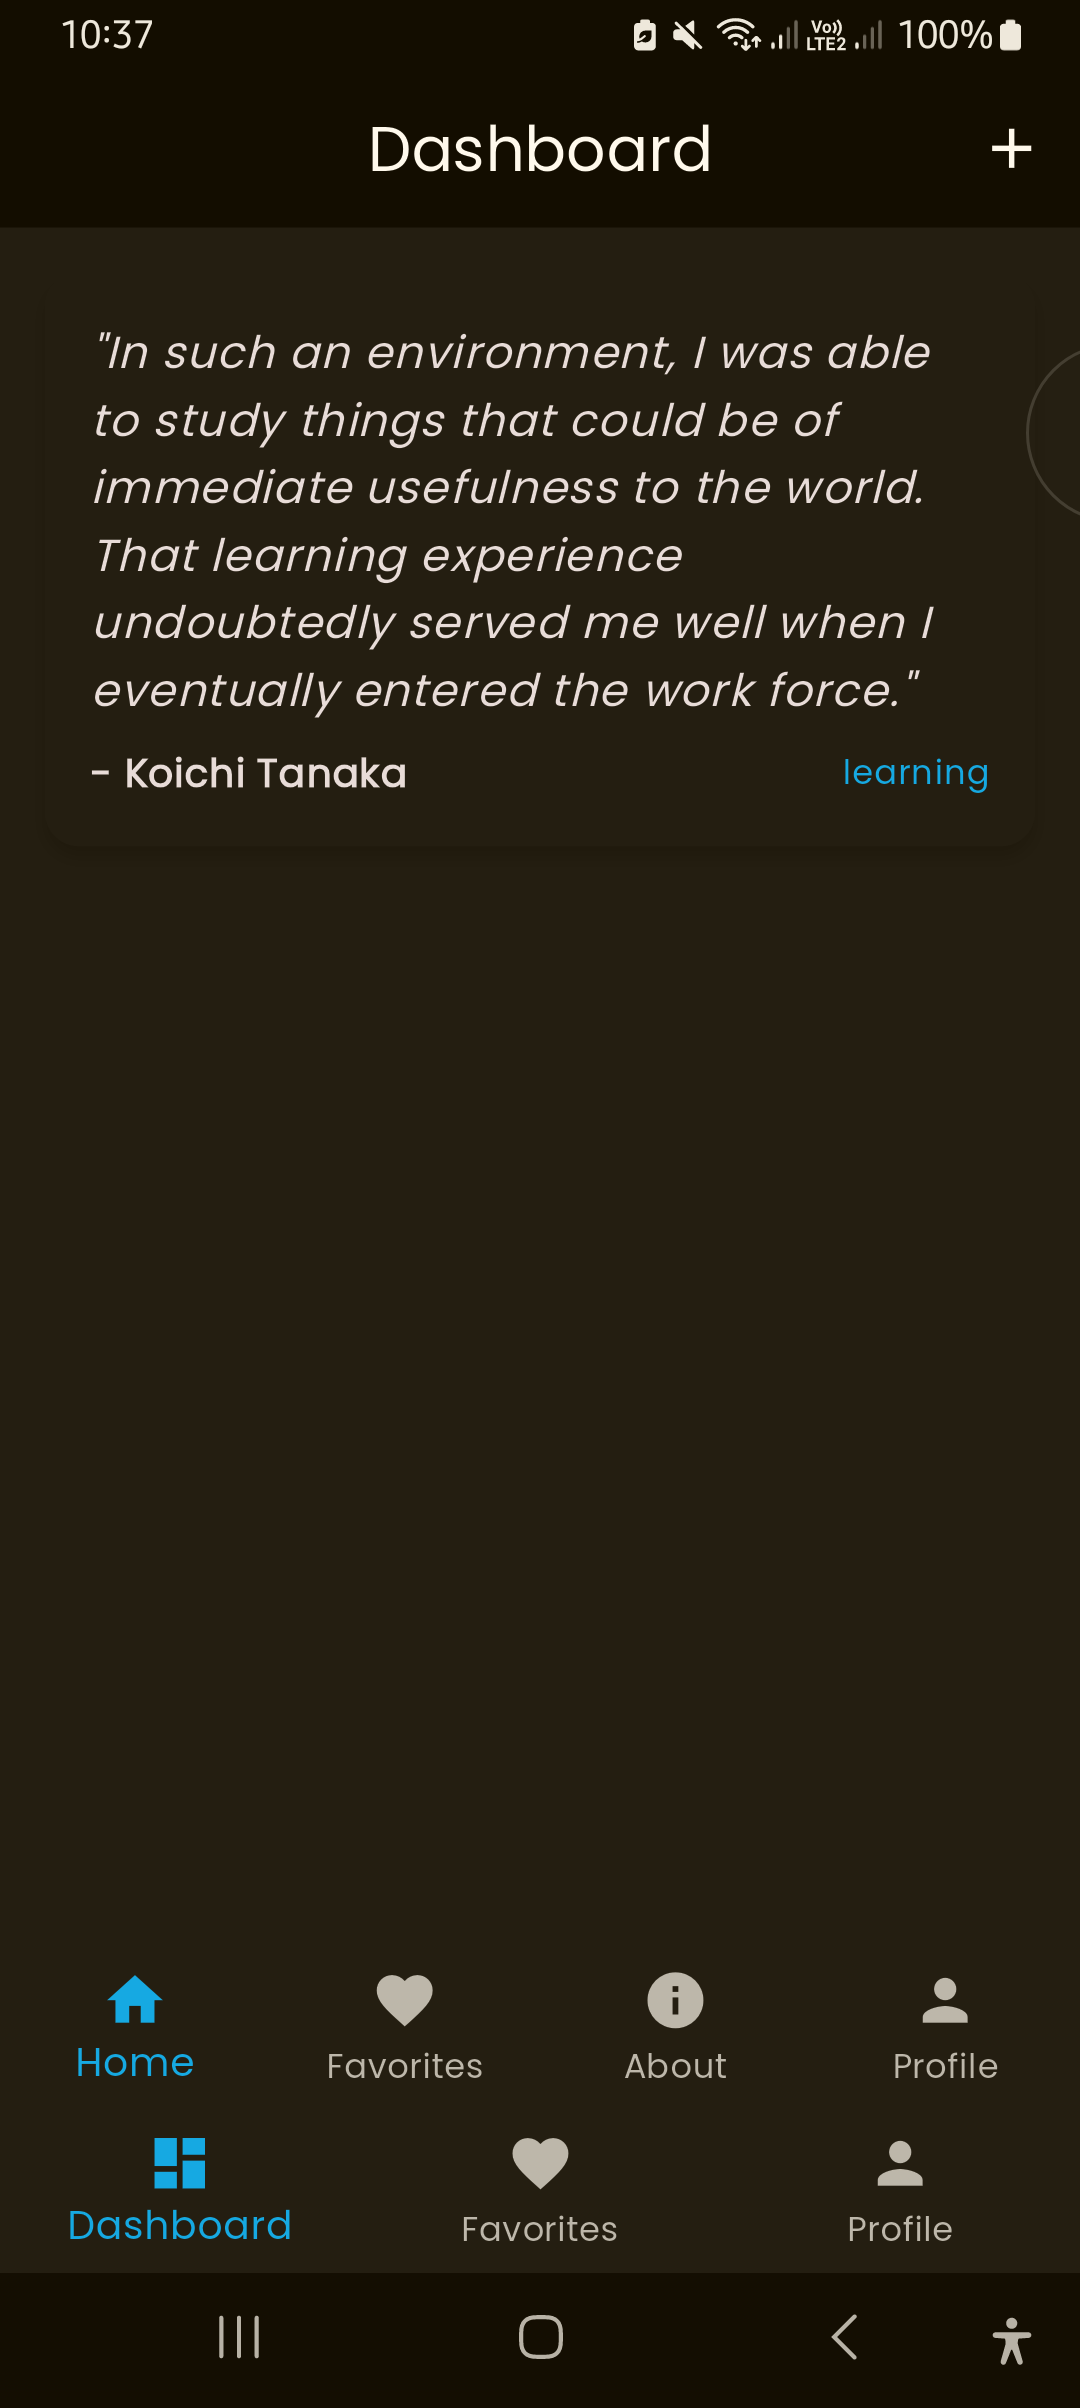 10:37
Vo))
LTE2
100%
Dashboard
"In such an environment, I was able
to study things that could be of
immediate usefulness to the world.
That learning experience
undoubtedly served me well when I
eventually entered the work force."
- Koichi Tanaka
learning
Home
Favorites
About
Profile
Dashboard
Favorites
Profile